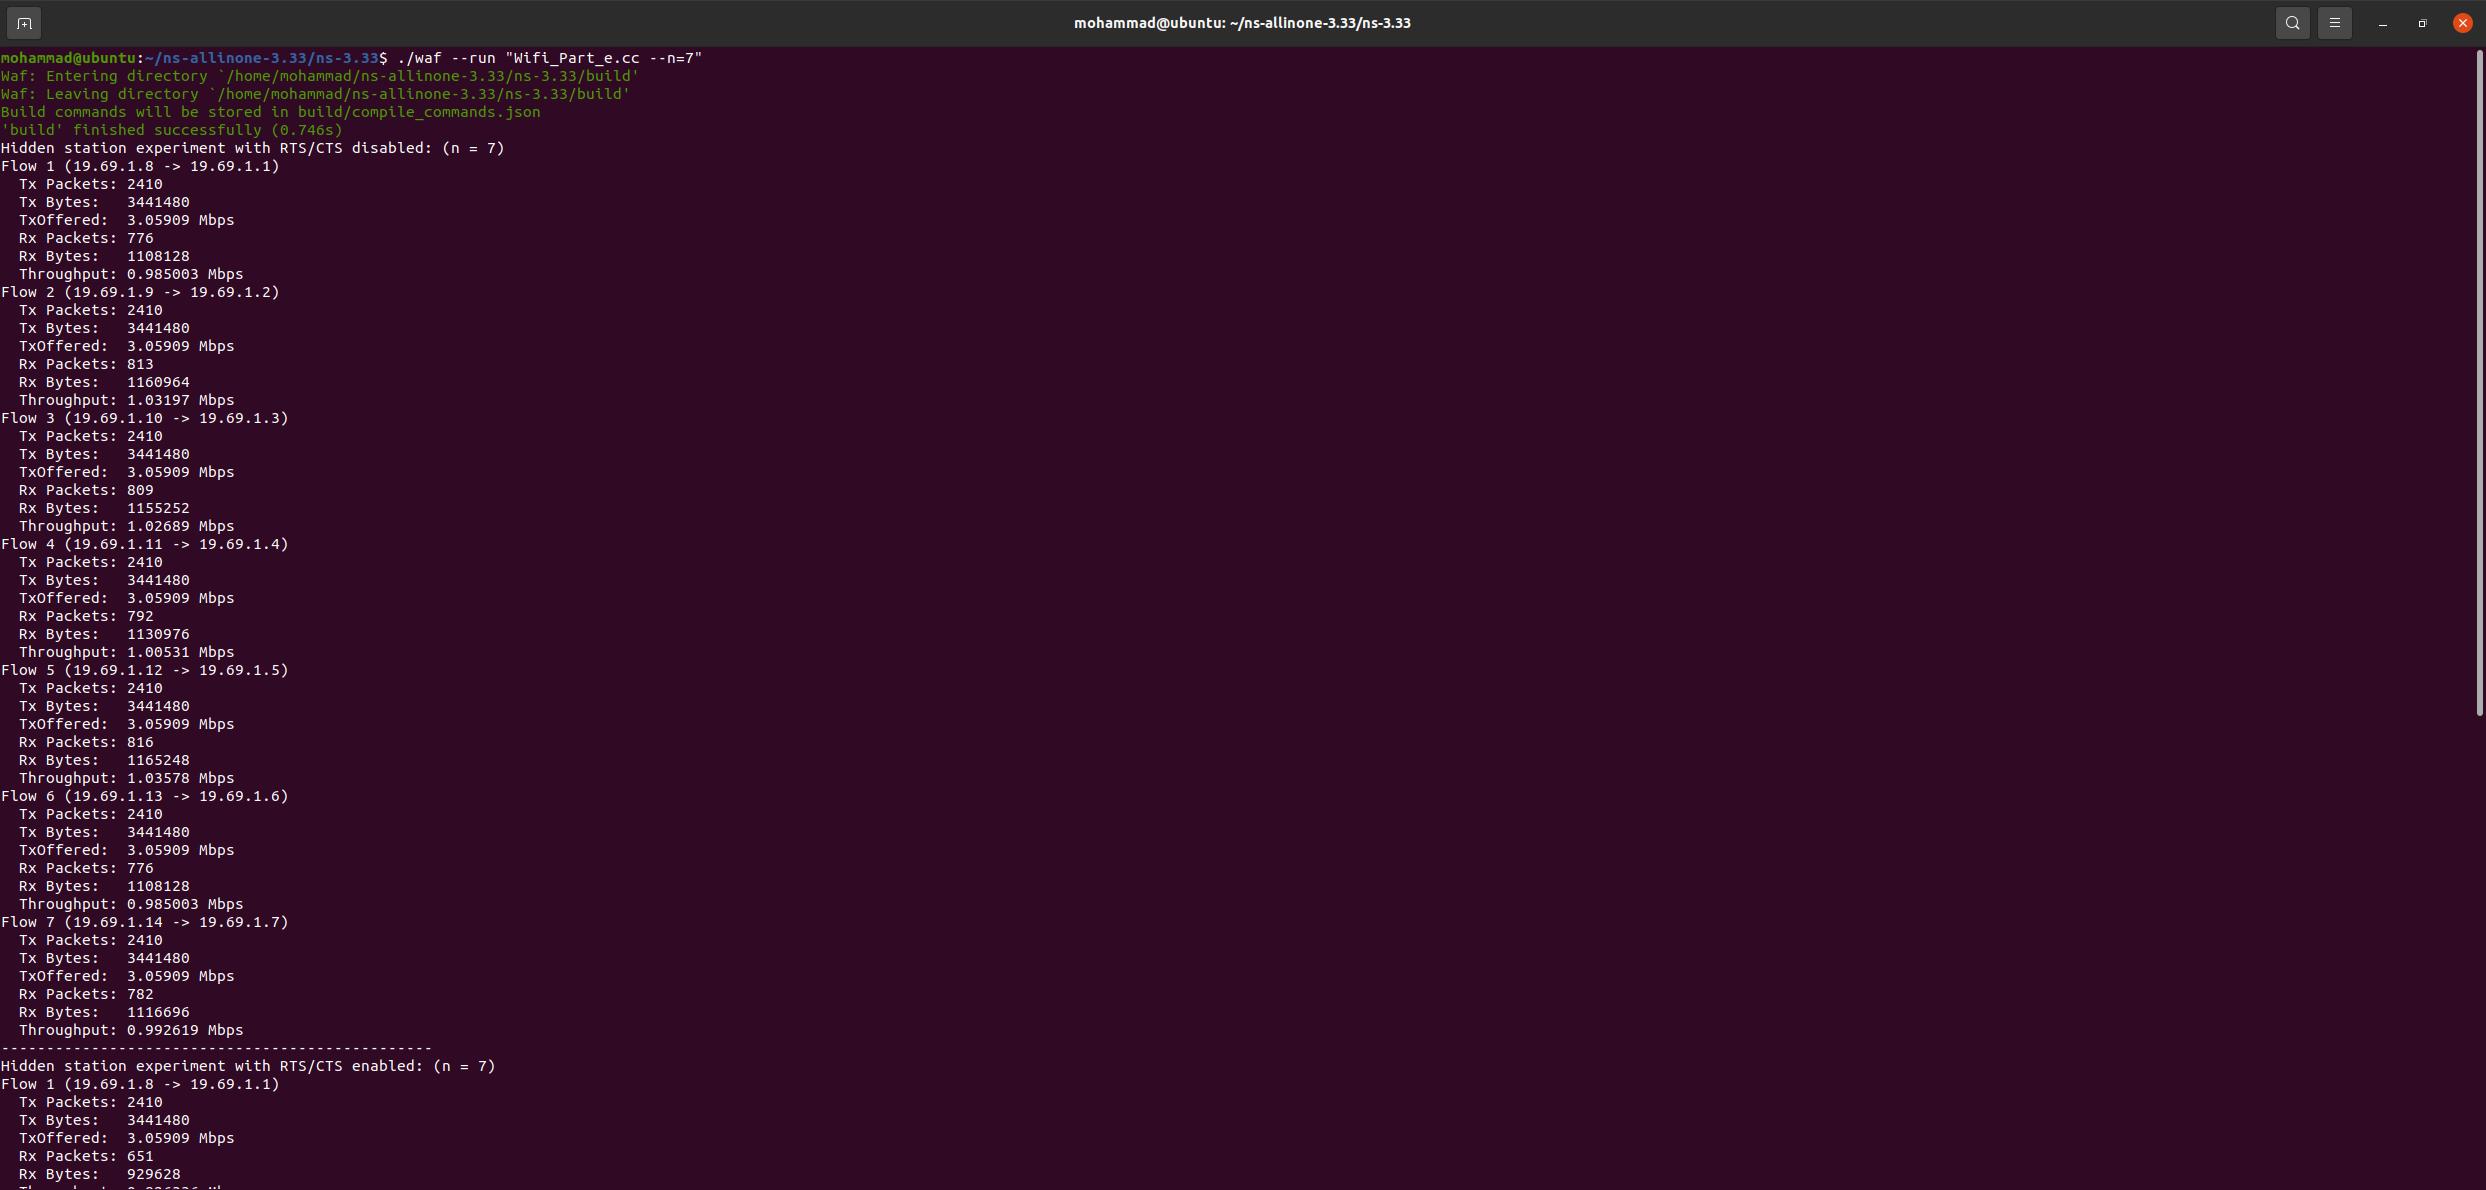 mohammad@ubuntu: ~/ns-allinone-3.33/ns-3.33
mohammad@ubuntu:~/ns-allinone-3.33/ns-3.33$ ./waf --run "Wifi_Part_e.cc --n=7"
Waf: Entering directory `/home/mohammad/ns-allinone-3.33/ns-3.33/build'
Waf: Leaving directory `/home/mohammad/ns-allinone-3.33/ns-3.33/build'
Build commands will be stored in build/compile_commands.json
'build' finished successfully (0.746s)
Hidden station experiment with RTS/CTS disabled: (n = 7)
Flow 1 (19.69.1.8 -> 19.69.1.1)
  Tx Packets: 2410
  Tx Bytes:   3441480
  TxOffered:  3.05909 Mbps
  Rx Packets: 776
  Rx Bytes:   1108128
  Throughput: 0.985003 Mbps
Flow 2 (19.69.1.9 -> 19.69.1.2)
  Tx Packets: 2410
  Tx Bytes:   3441480
  TxOffered:  3.05909 Mbps
  Rx Packets: 813
  Rx Bytes:   1160964
  Throughput: 1.03197 Mbps
Flow 3 (19.69.1.10 -> 19.69.1.3)
  Tx Packets: 2410
  Tx Bytes:   3441480
  TxOffered:  3.05909 Mbps
  Rx Packets: 809
  Rx Bytes:   1155252
  Throughput: 1.02689 Mbps
Flow 4 (19.69.1.11 -> 19.69.1.4)
  Tx Packets: 2410
  Tx Bytes:   3441480
  TxOffered:  3.05909 Mbps
  Rx Packets: 792
  Rx Bytes:   1130976
  Throughput: 1.00531 Mbps
Flow 5 (19.69.1.12 -> 19.69.1.5)
  Tx Packets: 2410
  Tx Bytes:   3441480
  TxOffered:  3.05909 Mbps
  Rx Packets: 816
  Rx Bytes:   1165248
  Throughput: 1.03578 Mbps
Flow 6 (19.69.1.13 -> 19.69.1.6)
  Tx Packets: 2410
  Tx Bytes:   3441480
  TxOffered:  3.05909 Mbps
  Rx Packets: 776
  Rx Bytes:   1108128
  Throughput: 0.985003 Mbps
Flow 7 (19.69.1.14 -> 19.69.1.7)
  Tx Packets: 2410
  Tx Bytes:   3441480
  TxOffered:  3.05909 Mbps
  Rx Packets: 782
  Rx Bytes:   1116696
  Throughput: 0.992619 Mbps
------------------------------------------------
Hidden station experiment with RTS/CTS enabled: (n = 7)
Flow 1 (19.69.1.8 -> 19.69.1.1)
  Tx Packets: 2410
  Tx Bytes:   3441480
  TxOffered:  3.05909 Mbps
  Rx Packets: 651
  Rx Bytes:   929628